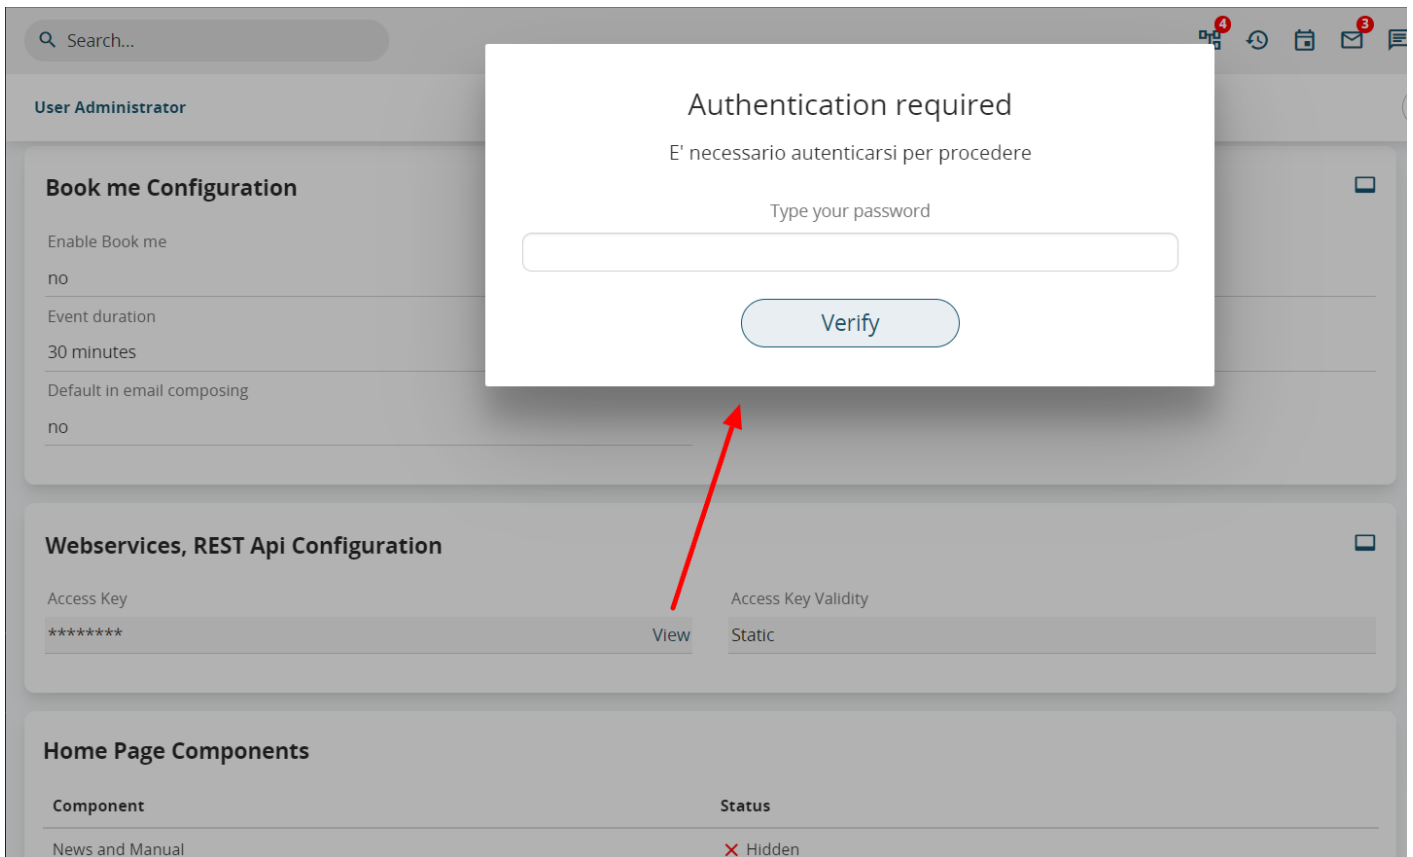 Search...
4
3
User Administrator
Authentication required
E' necessario autenticarsi per procedere
Type your password
Verify
Book me Configuration
Enable Book me
no
Event duration
30 minutes
Default in email composing
no
Webservices, REST Api Configuration
Access Key
Access Key Validity
******** View
Static
Home Page Components
Component Status
News and Manual Hidden